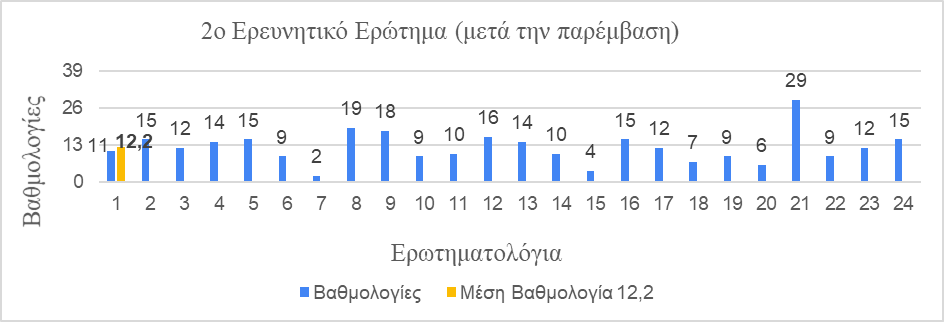 2ο Ερευνητικό Ερώτημα (μετά την παρέμβαση)
Βαθμολογίες
39
26
13
0
11 12,2 15 12 14 15 9 2 19 18 9 10 16 14 10 4 15 12 7 9 6 29 9 12 15
1 2 3 4 5 6 7 8 9 10 11 12 13 14 15 16 17 18 19 20 21 22 23 24
Ερωτηματολόγια
Βαθμολογίες Μέση Βαθμολογία 12,2